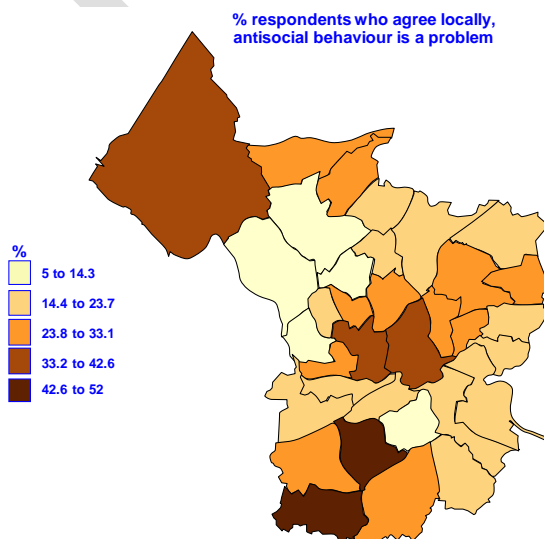 % respondents who agree locally,
antisocial behaviour is a problem
%
5 to 14.3
14.4 to 23.7
23.8 to 33.1
33.2 to 42.6
42.6 to 52